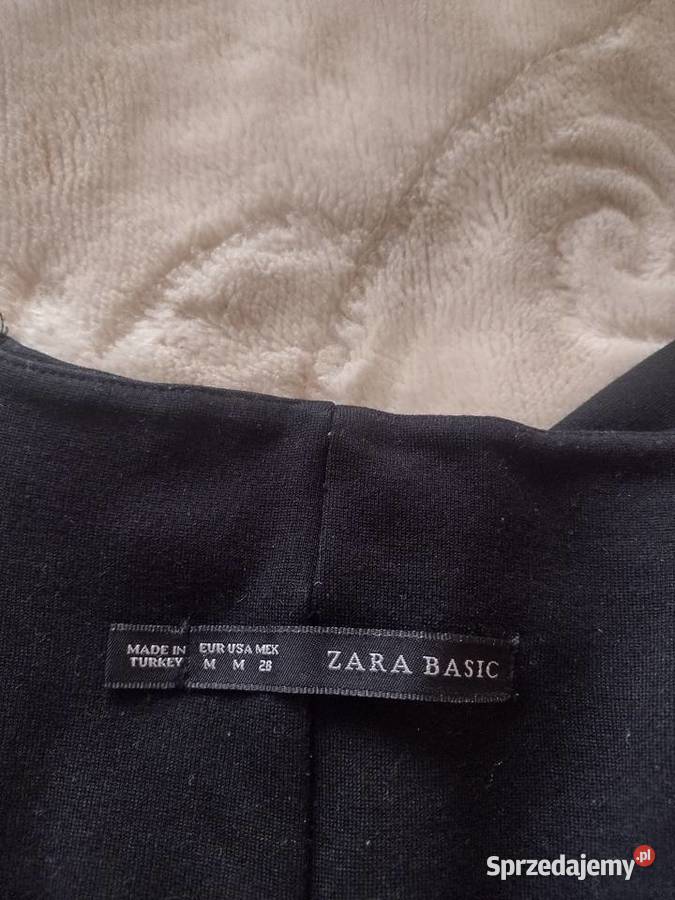 MADE IN
TURKEY
EUR USA MEX
M M 28
ZARA BASIC
Sprzedajemy.pl